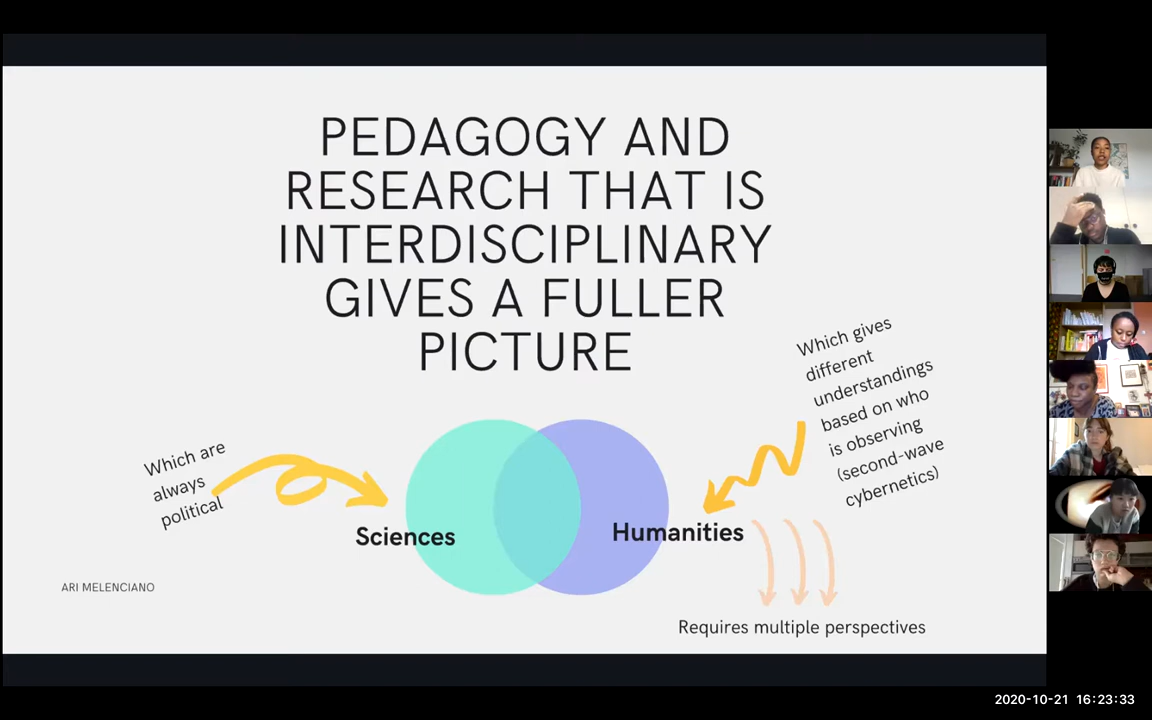 PEDAGOGY AND
RESEARCH THAT IS
INTERDISCIPLINARY
GIVES A FULLER
PICTURE
Which gives
different
understandings
based on who
is observing
(second-wave
cybernetics)
Which are
always
political
Sciences
Humanities
ARI MELENCIANO
Requires multiple perspectives
2020-10-21 16:23:33